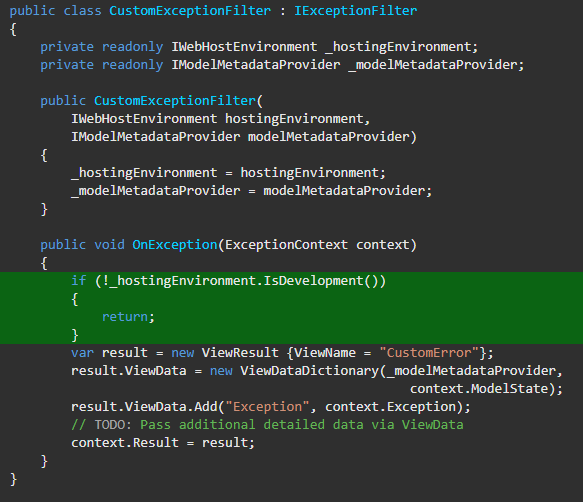 public class CustomExceptionFilter : IExceptionFilter
{
    private readonly IWebHostEnvironment _hostingEnvironment;
    private readonly IModelMetadataProvider _modelMetadataProvider;

    public CustomExceptionFilter(
        IWebHostEnvironment hostingEnvironment,
        IModelMetadataProvider modelMetadataProvider)
    {
        _hostingEnvironment = hostingEnvironment;
        _modelMetadataProvider = modelMetadataProvider;
    }

    public void OnException(ExceptionContext context)
    {
        if (!_hostingEnvironment.IsDevelopment())
        {
            return;
        }
        var result = new ViewResult {ViewName = "CustomError"};
        result.ViewData = new ViewDataDictionary(_modelMetadataProvider,
                                                    context.ModelState);
        result.ViewData.Add("Exception", context.Exception);
        // TODO: Pass additional detailed data via ViewData
        context.Result = result;
    }
}